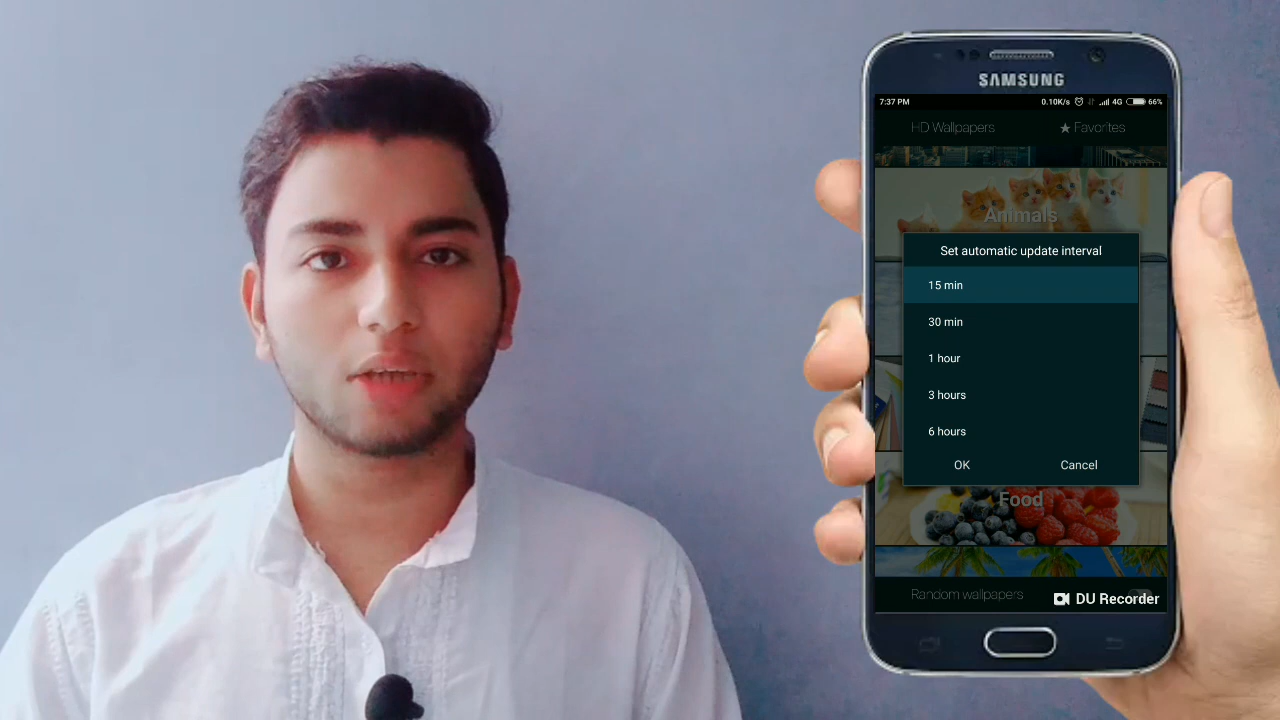 SAMSUNG
7:37 PM 0.10K/s 4G 66%
HD Wallpapers ★ Favorites
Animals
Set automatic update interval
15 min
30 min
1 hour
3 hours
6 hours
OK Cancel
Food
Random wallpapers
DU Recorder